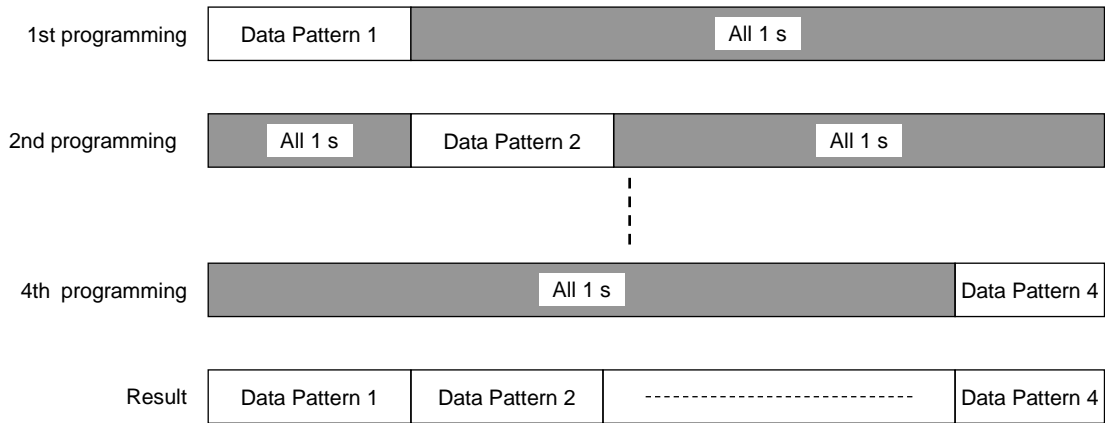 1st programming Data Pattern 1 All 1 s
2nd programming All 1 s Data Pattern 2 All 1 s
4th programming All 1 s Data Pattern 4
Result Data Pattern 1 Data Pattern 2 Data Pattern 4